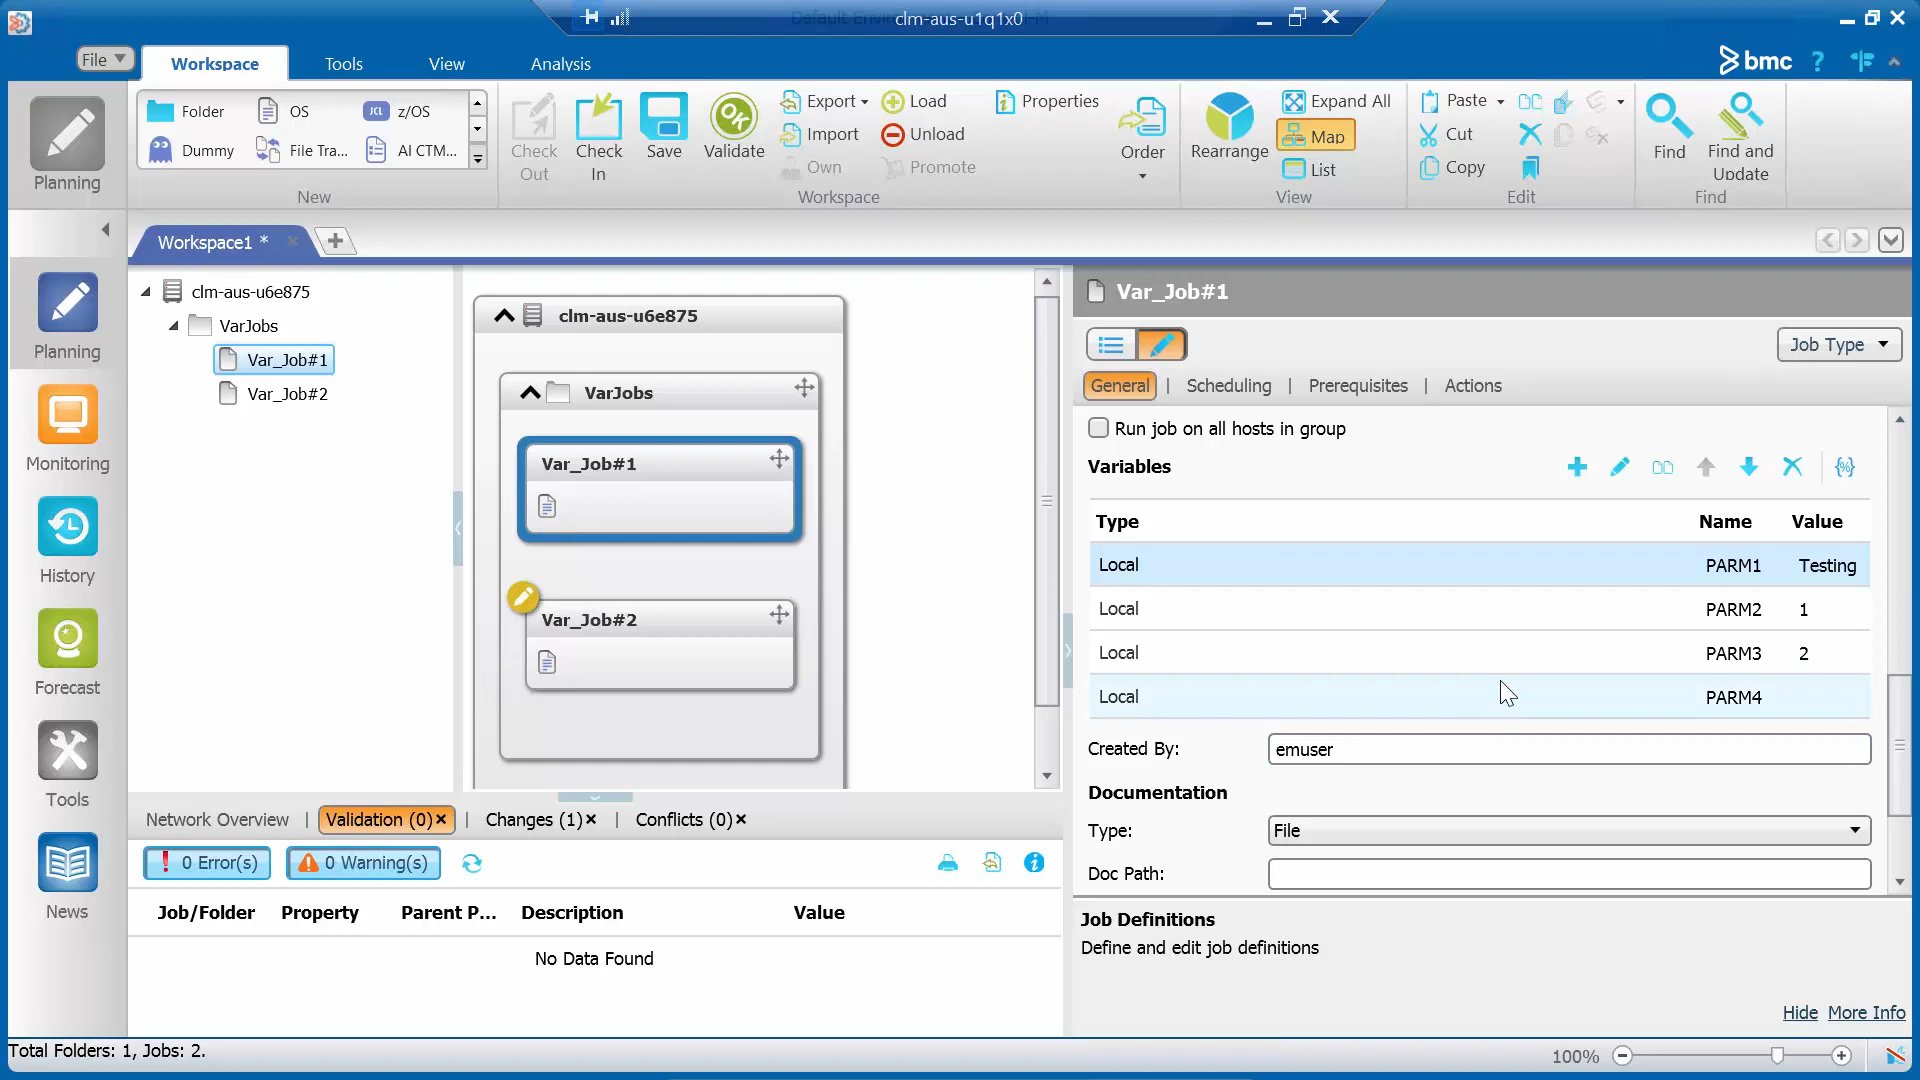 clm-aus-u1q1x0
File
Workspace
Tools
View
Analysis
bmc
?
Planning
Folder
OS
JCL
z/OS
Dummy
File Tra...
AI CTM...
New
Check Out
Check In
Save
OK
Validate
Export
Load
Properties
Import
Unload
Own
Promote
Order
Workspace
Rearrange
Expand All
Map
List
View
Paste
Cut
Copy
Edit
Find
Find and Update
Find
Workspace1 *
Planning
Monitoring
History
Forecast
Tools
News
clm-aus-u6e875
VarJobs
Var_Job#1
Var_Job#2
clm-aus-u6e875
VarJobs
Var_Job#1
Var_Job#2
Var_Job#1
Job Type
General | Scheduling | Prerequisites | Actions
Run job on all hosts in group
Variables
{%}
Type Name Value
Local PARM1 Testing
Local PARM2 1
Local PARM3 2
Local PARM4
Created By: emuser
Documentation
Type: File
Doc Path:
Job Definitions
Define and edit job definitions
Hide More Info
Network Overview | Validation (0) | Changes (1) | Conflicts (0)
0 Error(s)
0 Warning(s)
Job/Folder Property Parent P... Description Value
No Data Found
Total Folders: 1, Jobs: 2.
100%